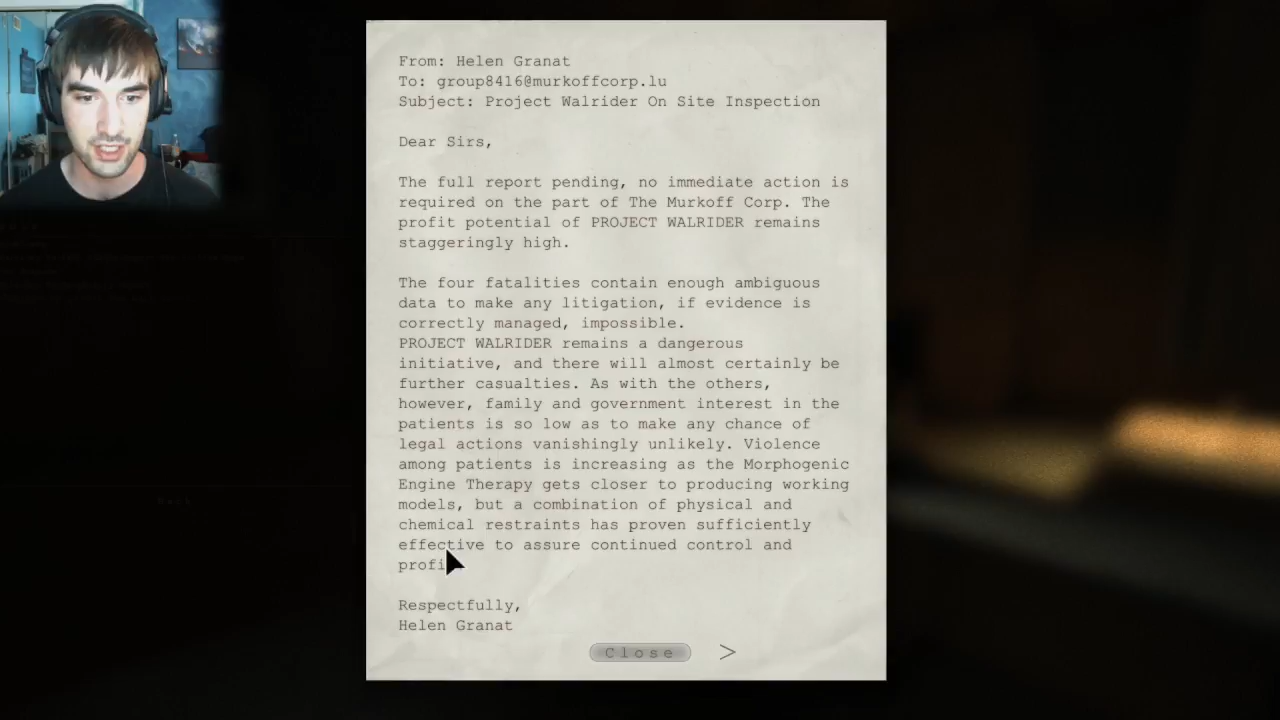 From: Helen Granat
To: group8416@murkoffcorp.lu
Subject: Project Walrider On Site Inspection
Dear Sirs,
The full report pending, no immediate action is
required on the part of The Murkoff Corp. The
profit potential of PROJECT WALRIDER remains
staggeringly high.
The four fatalities contain enough ambiguous
data to make any litigation, if evidence is
correctly managed, impossible.
PROJECT WALRIDER remains a dangerous
initiative, and there will almost certainly be
further casualties. As with the others,
however, family and government interest in the
patients is so low as to make any chance of
legal actions vanishingly unlikely. Violence
among patients is increasing as the Morphogenic
Engine Therapy gets closer to producing working
models, but a combination of physical and
chemical restraints has proven sufficiently
effective to assure continued control and
profi
Respectfully,
Helen Granat
Close >